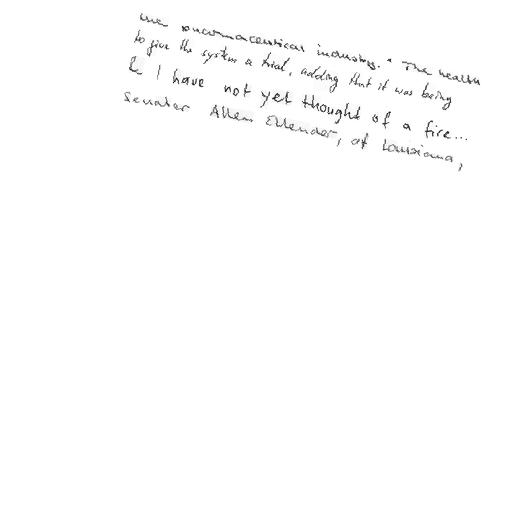 the pharmaceutical industry. " The health
to give the system a trial, adding that it was being
& I have not yet thought of a fire...
Senator Allen Ellender, of Louisiana,